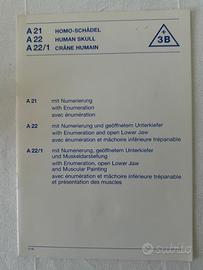 A 21 HOMO-SCHÄDEL
A 22 HUMAN SKULL
A 22/1 CRÂNE HUMAIN
+
3B
A 21 mit Numerierung
with Enumeration
avec énumération
A 22 mit Numerierung und geöffnetem Unterkiefer
with Enumeration and open Lower Jaw
avec énumération et mâchoire inférieure trépanable
A 22/1 mit Numerierung, geöffnetem Unterkiefer
und Muskeldarstellung
with Enumeration, open Lower Jaw
and Muscular Painting
avec énumération et mâchoire inférieure trépanable
et présentation des muscles
subito